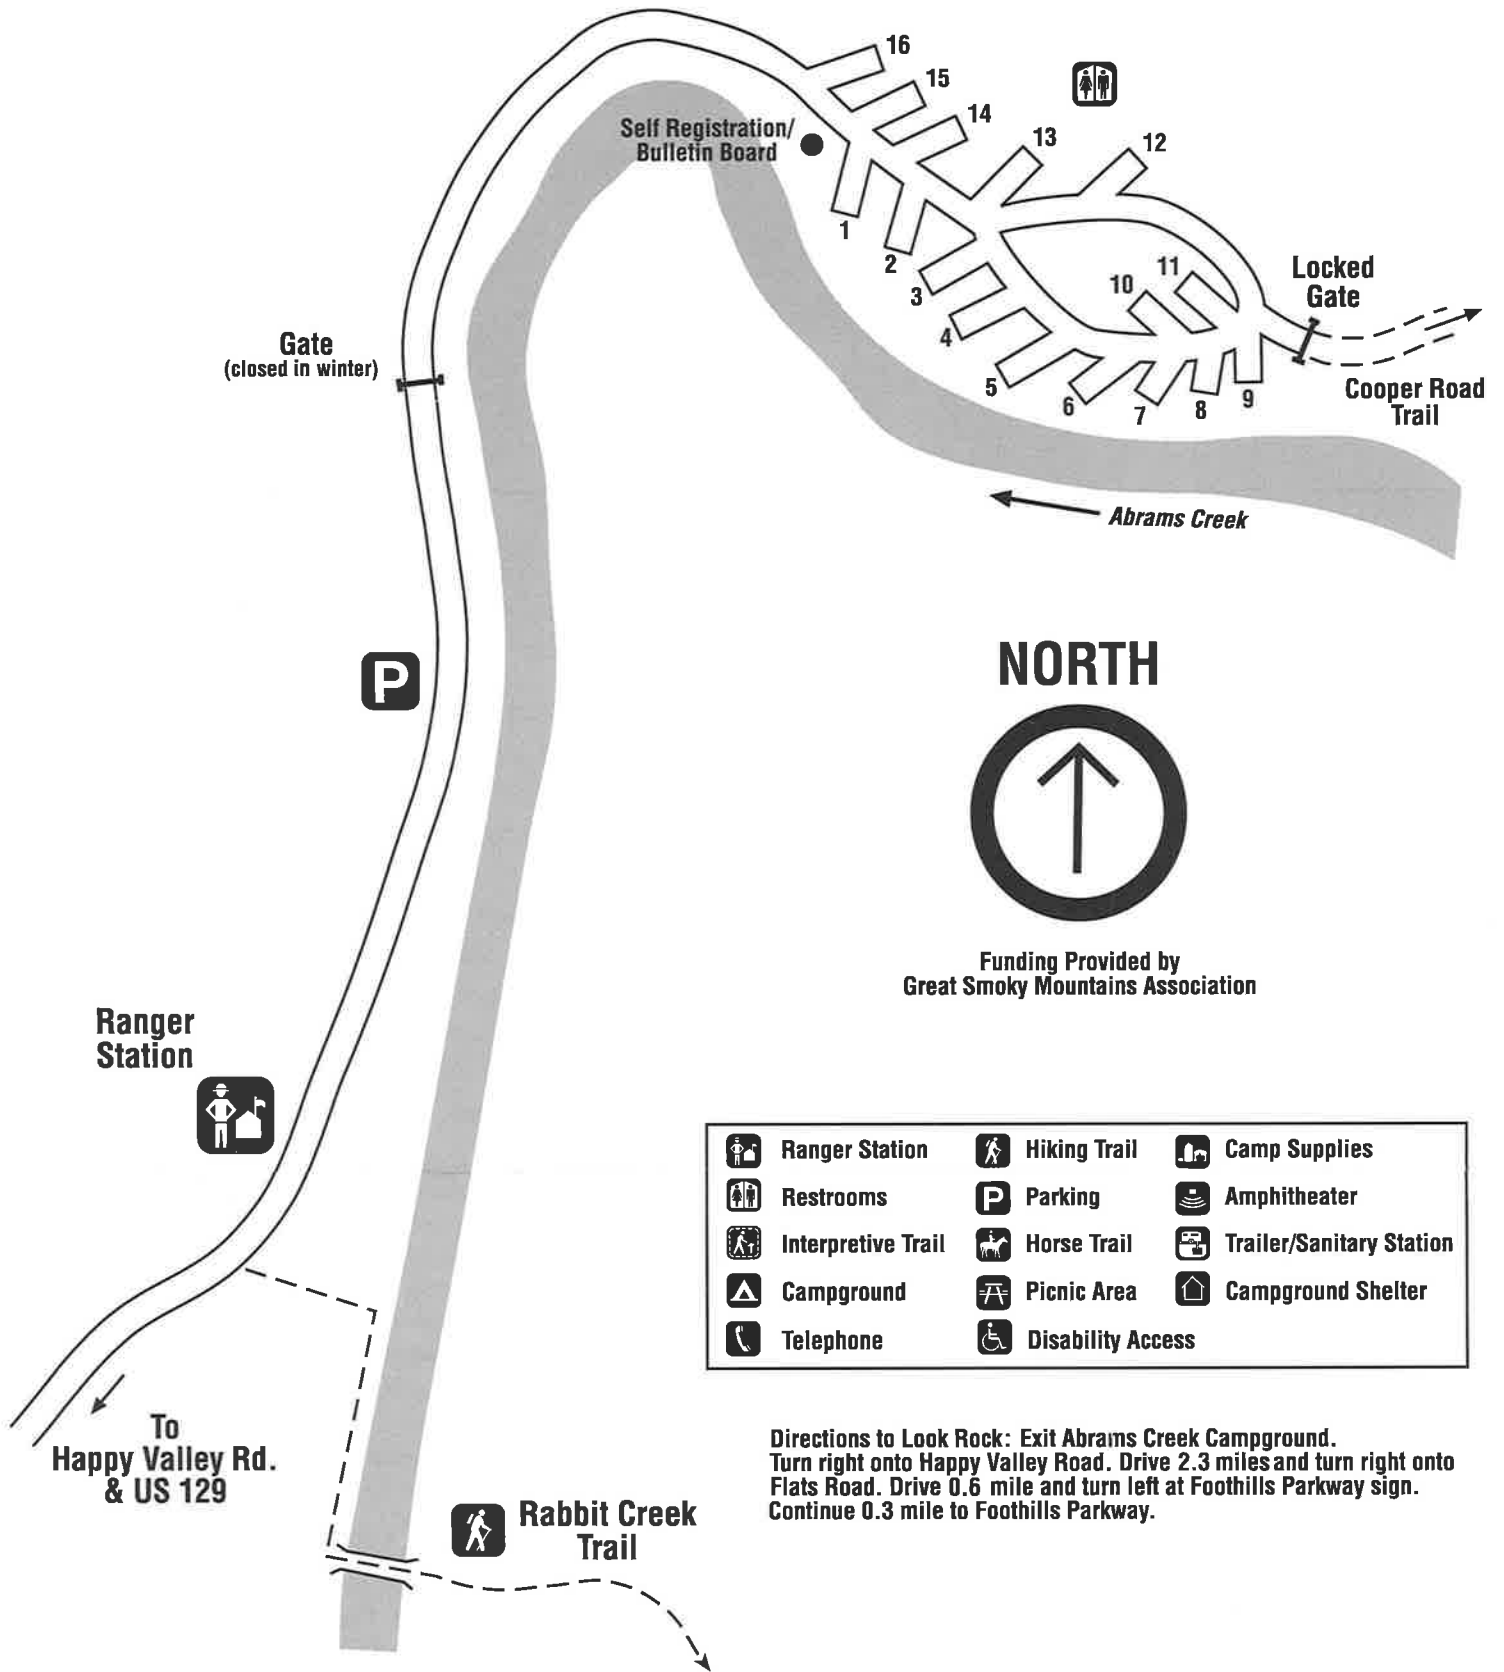 16
15
14
13
12
Self Registration/
Bulletin Board
1
2
3
4
5
6
7
8
9
10
11
Locked
Gate
Cooper Road
Trail
Gate
(closed in winter)
Abrams Creek
P
NORTH
Funding Provided by
Great Smoky Mountains Association
Ranger
Station
Ranger Station
Hiking Trail
Camp Supplies
Restrooms
P
Parking
Amphitheater
Interpretive Trail
Horse Trail
Trailer/Sanitary Station
Campground
Picnic Area
Campground Shelter
Telephone
Disability Access
To
Happy Valley Rd.
& US 129
Rabbit Creek
Trail
Directions to Look Rock: Exit Abrams Creek Campground.
Turn right onto Happy Valley Road. Drive 2.3 miles and turn right onto
Flats Road. Drive 0.6 mile and turn left at Foothills Parkway sign.
Continue 0.3 mile to Foothills Parkway.